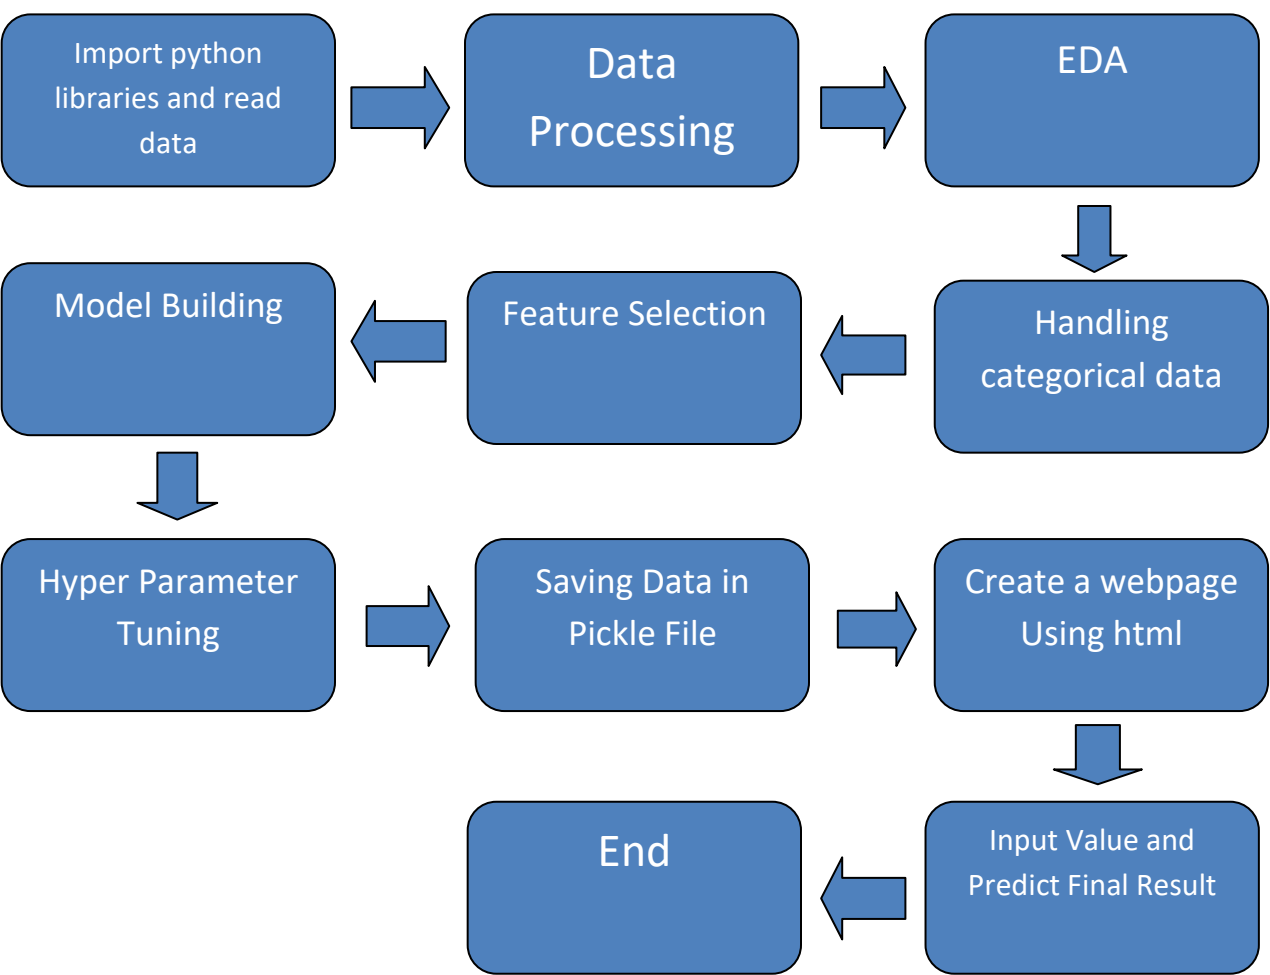 Import python
libraries and read
data
Data
Processing
EDA
Handling
categorical data
Feature Selection
Model Building
Hyper Parameter
Tuning
Saving Data in
Pickle File
Create a webpage
Using html
Input Value and
Predict Final Result
End